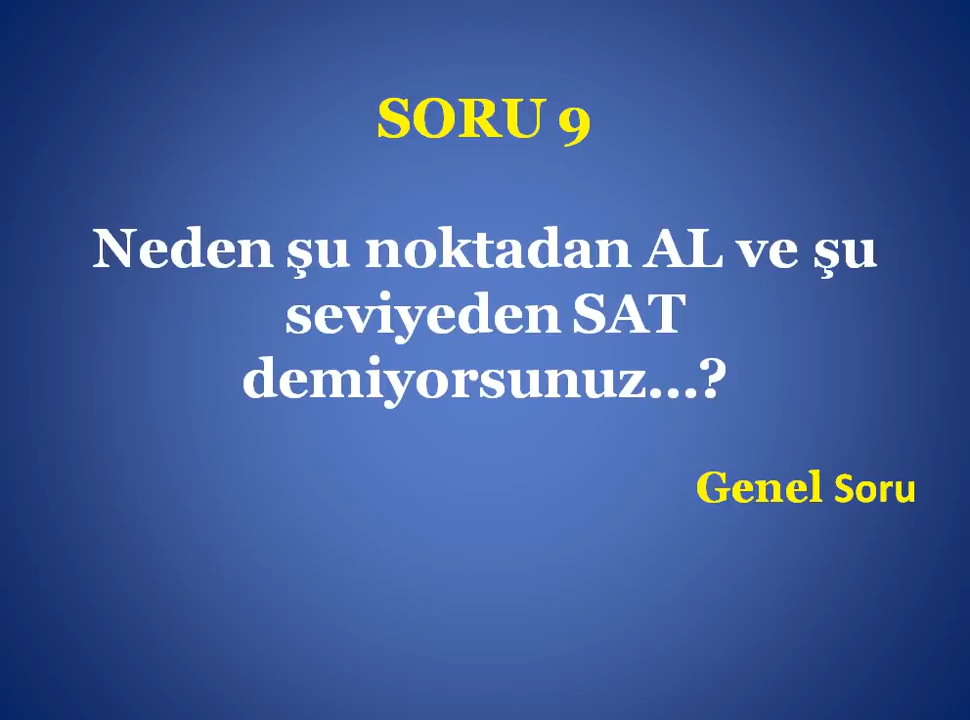 SORU 9
Neden şu noktadan AL ve şu
seviyeden SAT
demiyorsunuz...?
Genel Soru